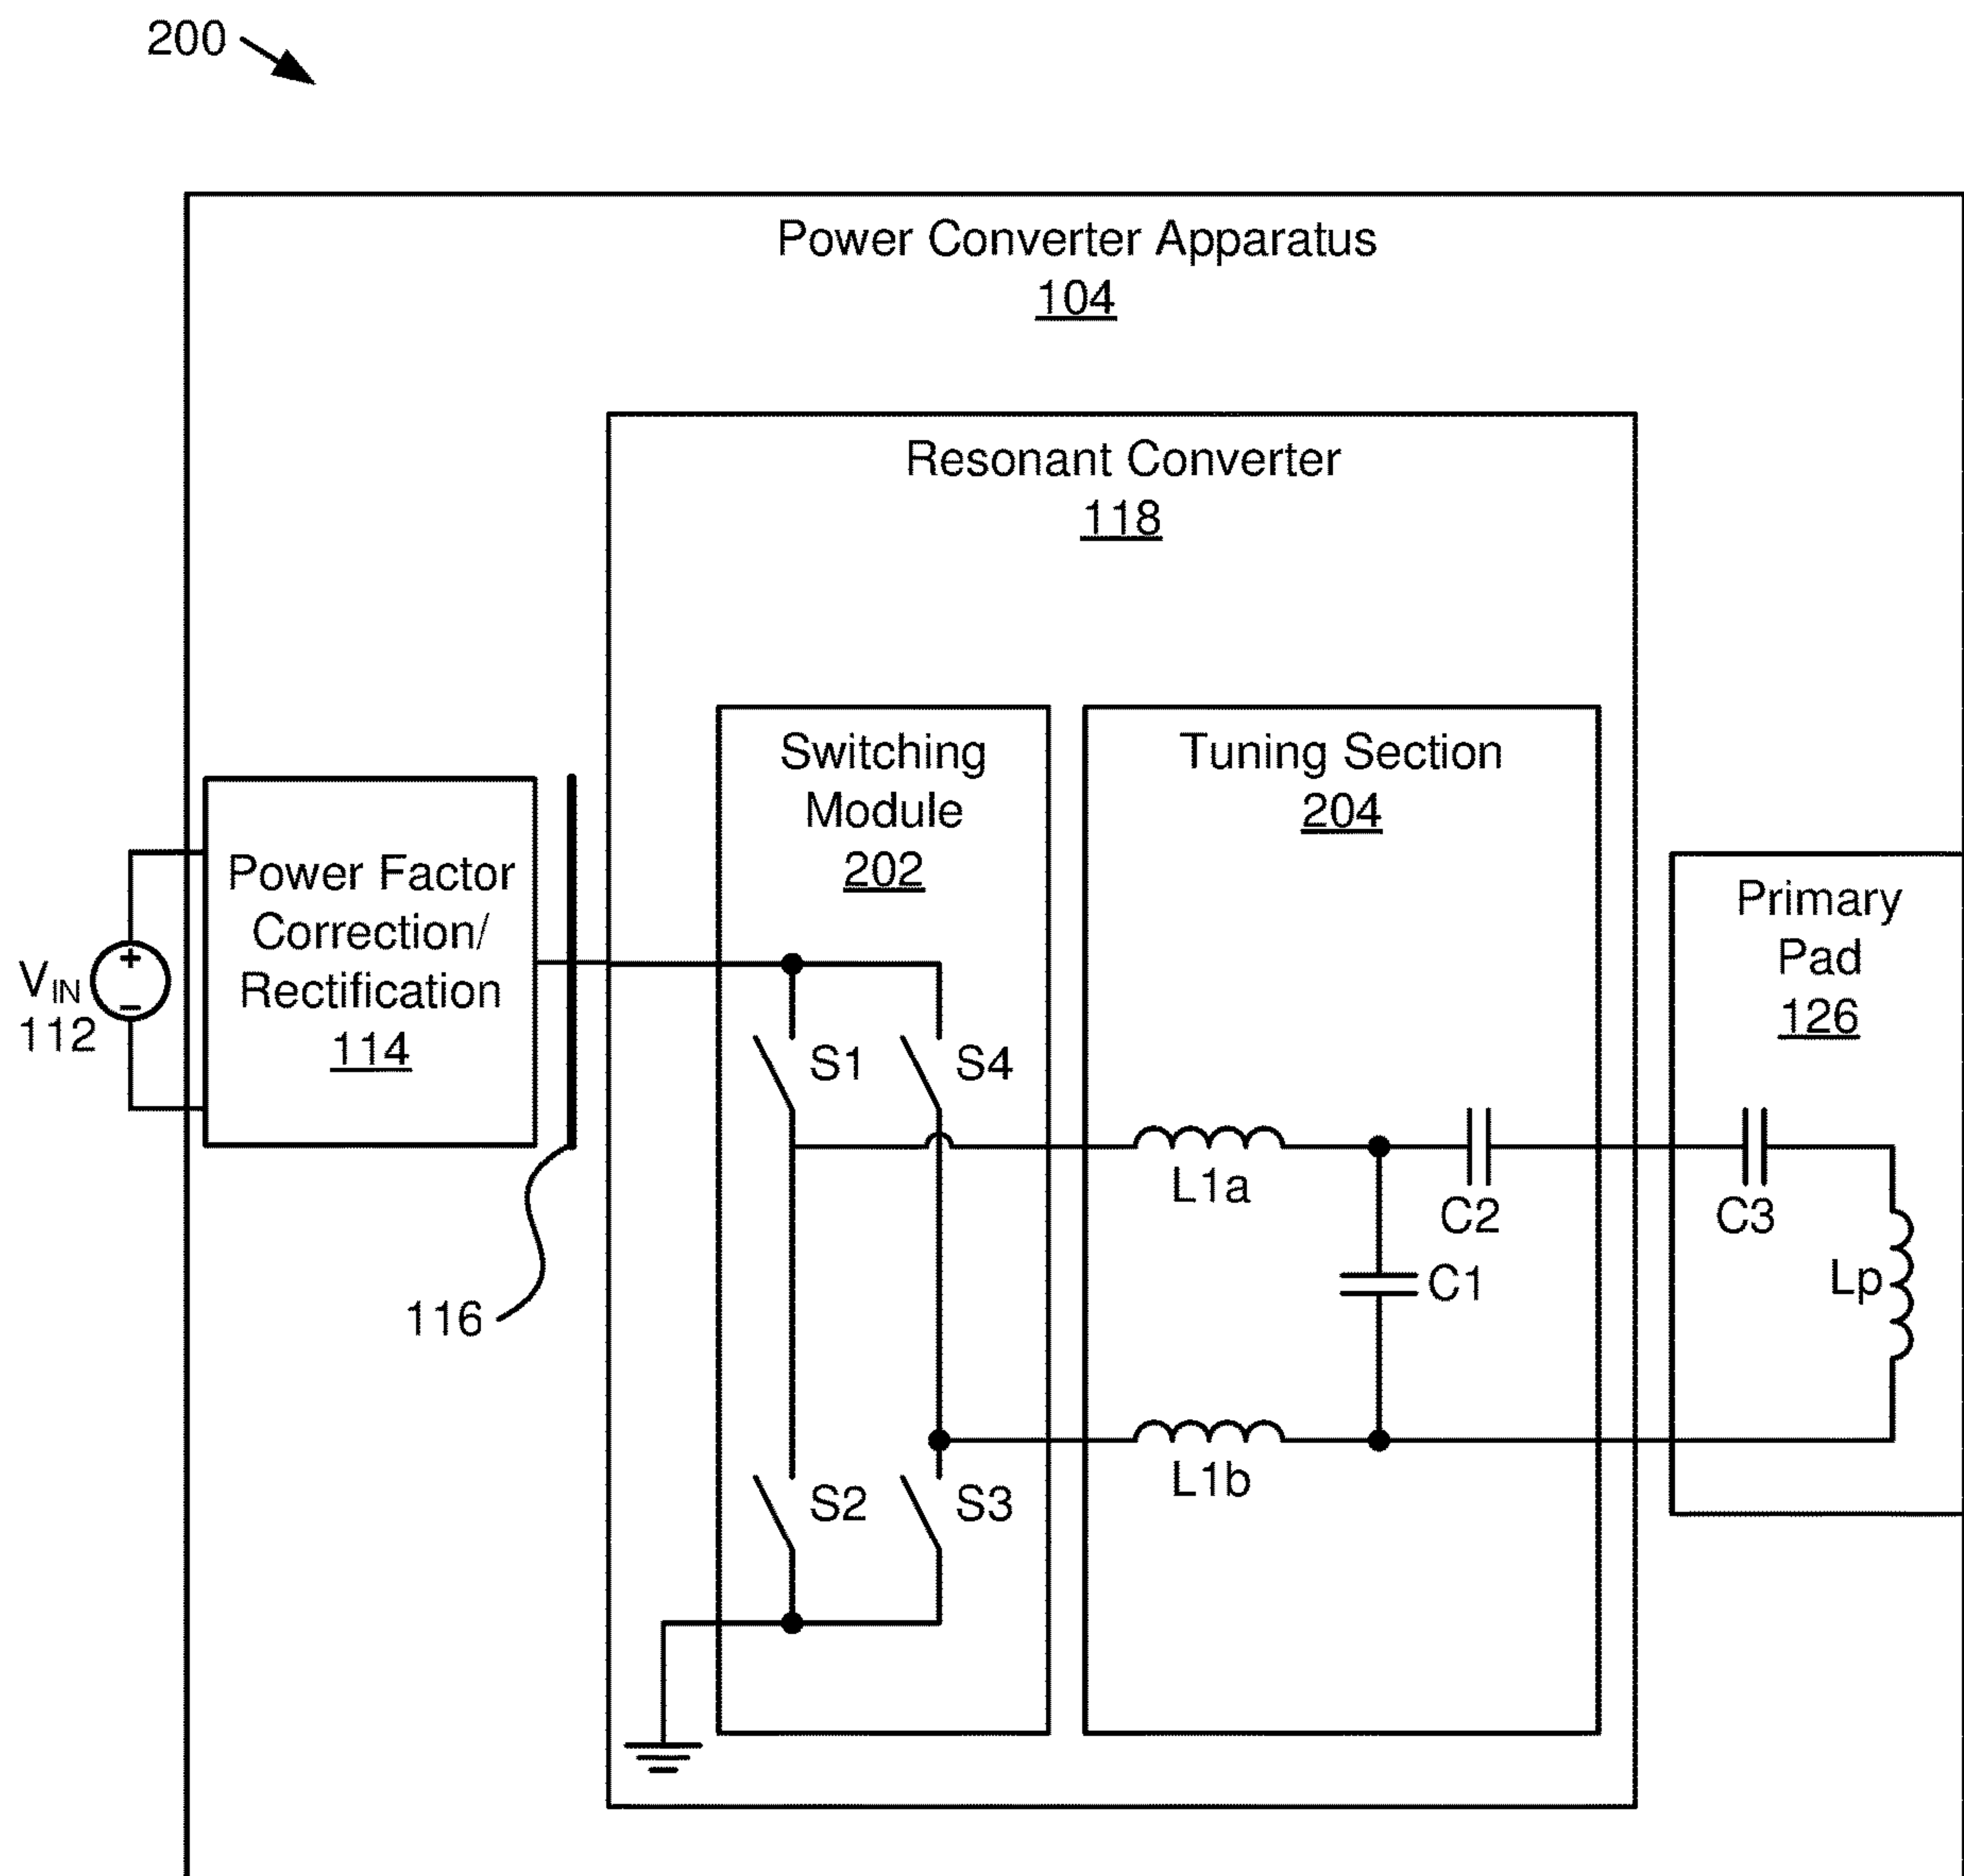 200
Power Converter Apparatus
104
Resonant Converter
118
Switching
Module
202
Tuning Section
204
Power Factor
Correction/
Rectification
114
Primary
Pad
126
+
−
VIN
112
S1
S4
L1a
C2
C3
C1
Lp
116
L1b
S2
S3